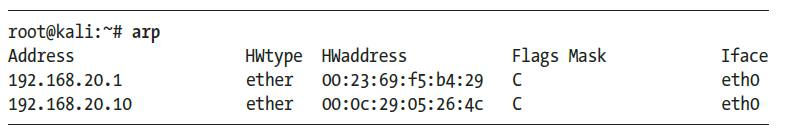 root@kali:~# arp
Address HWtype HWaddress Flags Mask Iface
192.168.20.1 ether 00:23:69:f5:b4:29 C eth0
192.168.20.10 ether 00:0c:29:05:26:4c C eth0